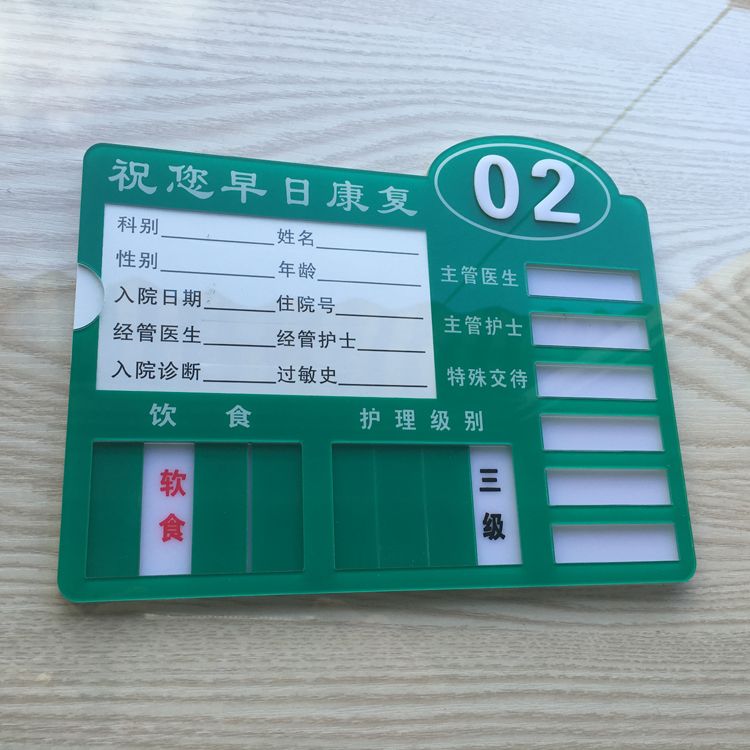 祝您早日康复
02
科别 姓名
性别 年龄
入院日期 住院号
经管医生 经管护士
入院诊断 过敏史
主管医生
主管护士
特殊交待
饮食 护理级别
软食
三级